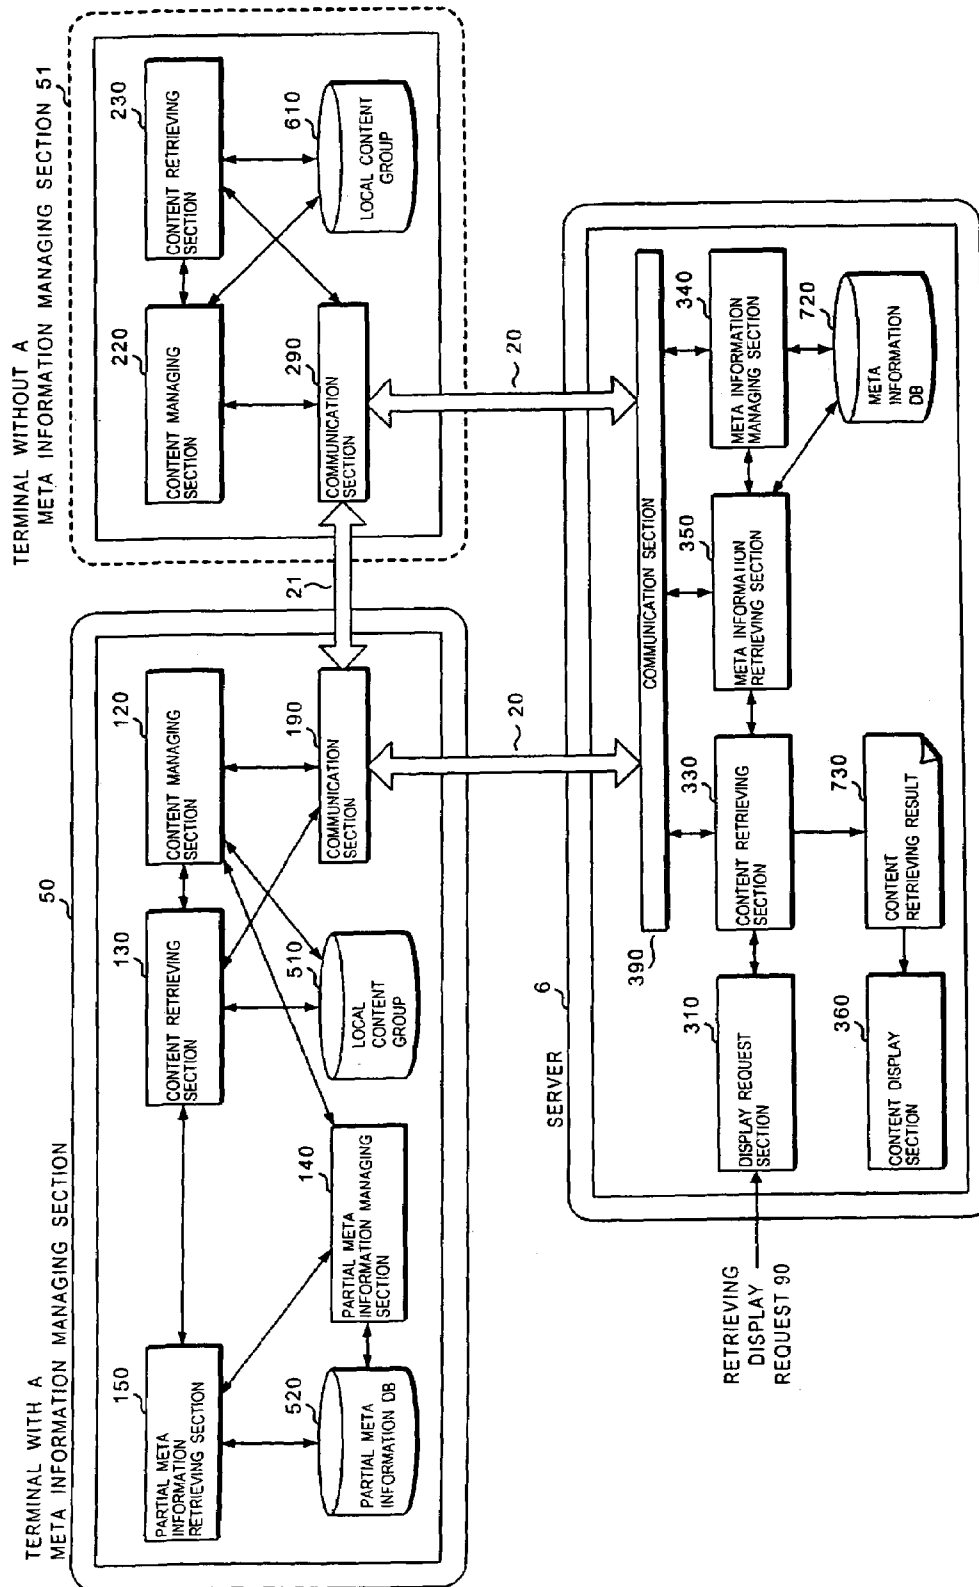 TERMINAL WITH A
META INFORMATION MANAGING SECTION
50
150
PARTIAL META
INFORMATION
RETRIEVING SECTION
130
CONTENT RETRIEVING
SECTION
120
CONTENT MANAGING
SECTION
520
PARTIAL META
INFORMATION DB
140
PARTIAL META
INFORMATION MANAGING
SECTION
510
LOCAL
CONTENT
GROUP
190
COMMUNICATION
SECTION
21
TERMINAL WITHOUT A
META INFORMATION MANAGING SECTION 51
220
CONTENT MANAGING
SECTION
230
CONTENT RETRIEVING
SECTION
290
COMMUNICATION
SECTION
610
LOCAL CONTENT
GROUP
20
20
SERVER
6
390
COMMUNICATION SECTION
RETRIEVING
DISPLAY
REQUEST 90
310
DISPLAY REQUEST
SECTION
330
CONTENT RETRIEVING
SECTION
350
META INFORMATION
RETRIEVING SECTION
340
META INFORMATION
MANAGING SECTION
360
CONTENT DISPLAY
SECTION
730
CONTENT
RETRIEVING RESULT
720
META
INFORMATION
DB